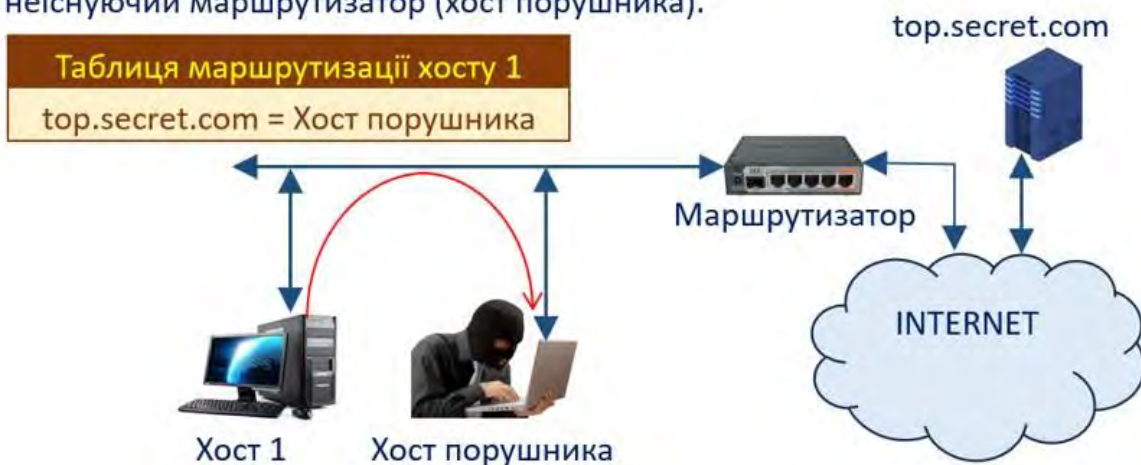 неіснуючий маршрутизатор (хост порушника).
top.secret.com
Таблиця маршрутизації хосту 1
top.secret.com = Хост порушника
Маршрутизатор
INTERNET
Хост 1
Хост порушника